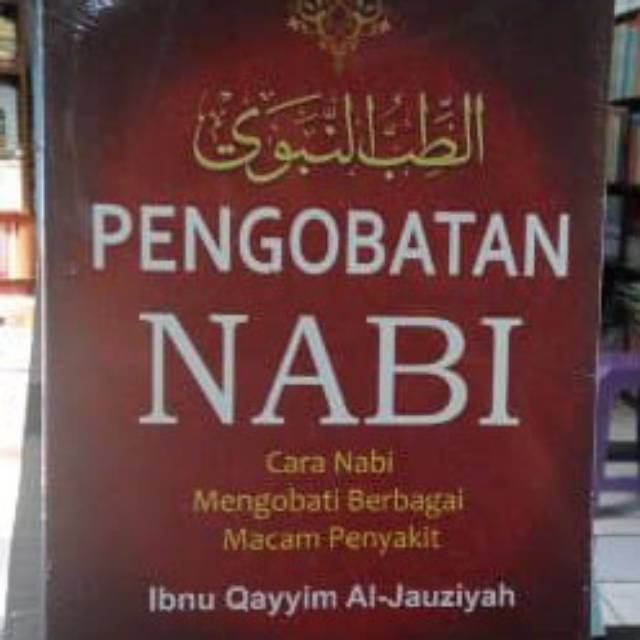 الطب النبوي
PENGOBATAN
NABI
Cara Nabi
Mengobati Berbagai
Macam Penyakit
Ibnu Qayyim Al-Jauziyah